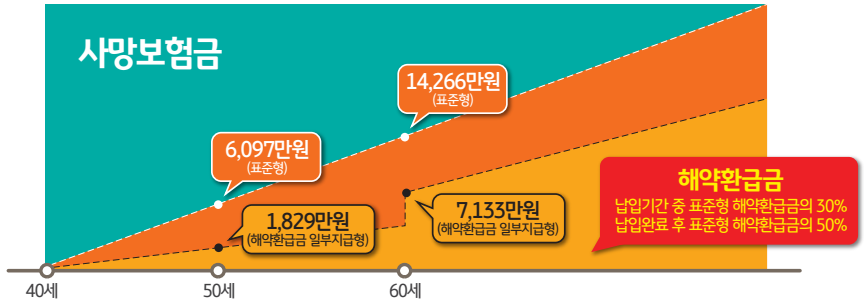 사망보험금
14,266만원
(표준형)
6,097만원
(표준형)
해약환급금
납입기간 중 표준형 해약환급금의 30%
납입완료 후 표준형 해약환급금의 50%
7,133만원
(해약환급금 일부지급형)
1,829만원
(해약환급금 일부지급형)
40세
50세
60세